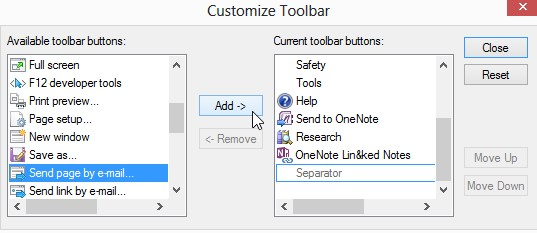 Customize Toolbar
Available toolbar buttons:
Full screen
F12 developer tools
Print preview...
Page setup...
New window
Save as...
Send page by e-mail...
Send link by e-mail...
Add ->
<- Remove
Current toolbar buttons:
Safety
Tools
Help
Send to OneNote
Research
OneNote Lin&ked Notes
Separator
Close
Reset
Move Up
Move Down